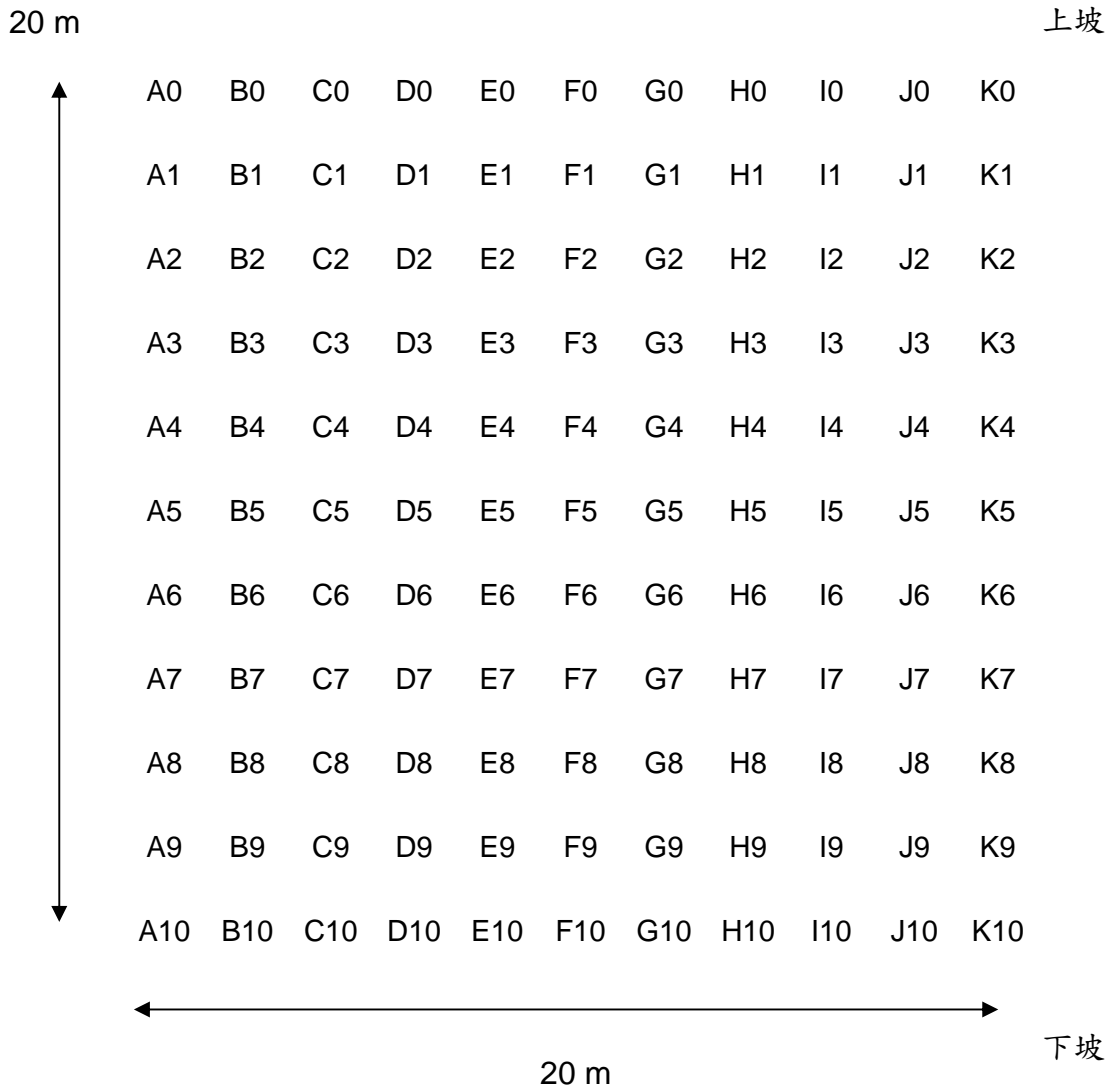 20 m 上坡
A0 B0 C0 D0 E0 F0 G0 H0 I0 J0 K0
A1 B1 C1 D1 E1 F1 G1 H1 I1 J1 K1
A2 B2 C2 D2 E2 F2 G2 H2 I2 J2 K2
A3 B3 C3 D3 E3 F3 G3 H3 I3 J3 K3
A4 B4 C4 D4 E4 F4 G4 H4 I4 J4 K4
A5 B5 C5 D5 E5 F5 G5 H5 I5 J5 K5
A6 B6 C6 D6 E6 F6 G6 H6 I6 J6 K6
A7 B7 C7 D7 E7 F7 G7 H7 I7 J7 K7
A8 B8 C8 D8 E8 F8 G8 H8 I8 J8 K8
A9 B9 C9 D9 E9 F9 G9 H9 I9 J9 K9
A10 B10 C10 D10 E10 F10 G10 H10 I10 J10 K10
下坡
20 m